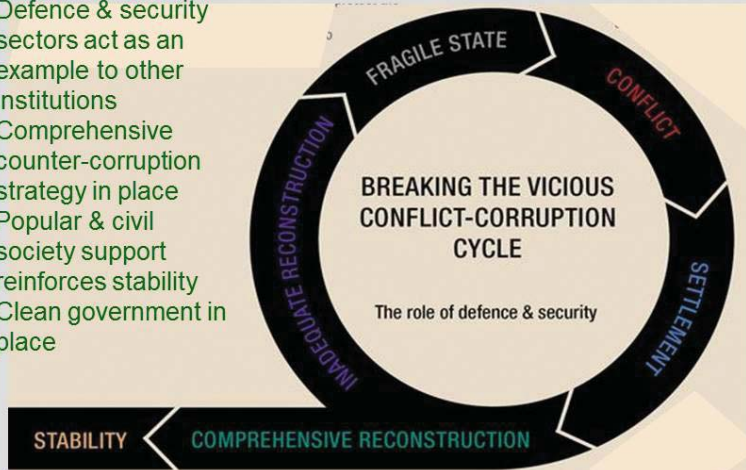 Defence & security
sectors act as an
example to other
institutions
Comprehensive
counter-corruption
strategy in place
Popular & civil
society support
reinforces stability
Clean government in
place
FRAGILE STATE
CONFLICT
SETTLEMENT
INADEQUATE RECONSTRUCTION
BREAKING THE VICIOUS
CONFLICT-CORRUPTION
CYCLE
The role of defence & security
STABILITY
COMPREHENSIVE RECONSTRUCTION